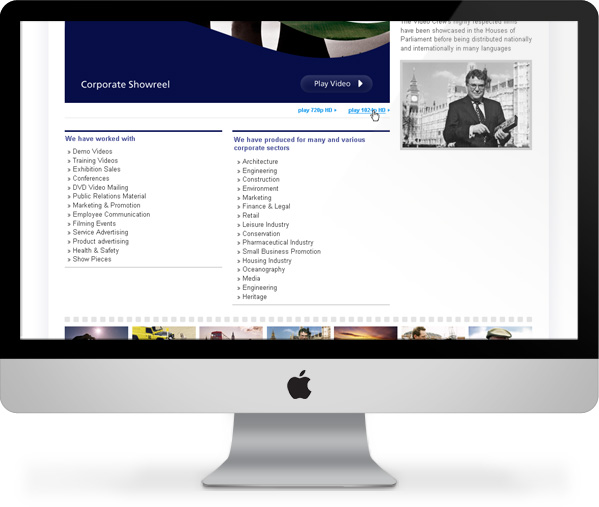 The Video Crew's highly respected films
have been showcased in the Houses of
Parliament before being distributed nationally
and internationally in many languages
Corporate Showreel
Play Video
play 720p HD »
play 1024p HD »
We have worked with
» Demo Videos
» Training Videos
» Exhibition Sales
» Conferences
» DVD Video Mailing
» Public Relations Material
» Marketing & Promotion
» Employee Communication
» Filming Events
» Service Advertising
» Product advertising
» Health & Safety
» Show Pieces
We have produced for many and various
corporate sectors
» Architecture
» Engineering
» Construction
» Environment
» Marketing
» Finance & Legal
» Retail
» Leisure Industry
» Conservation
» Pharmaceutical Industry
» Small Business Promotion
» Housing Industry
» Oceanography
» Media
» Engineering
» Heritage